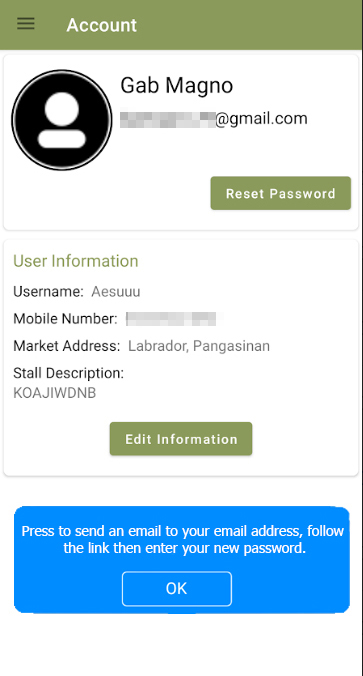 Account
Gab Magno
@gmail.com
Reset Password
User Information
Username: Aesuuu
Mobile Number:
Market Address: Labrador, Pangasinan
Stall Description:
KOAJIWDNB
Edit Information
Press to send an email to your email address, follow
the link then enter your new password.
OK